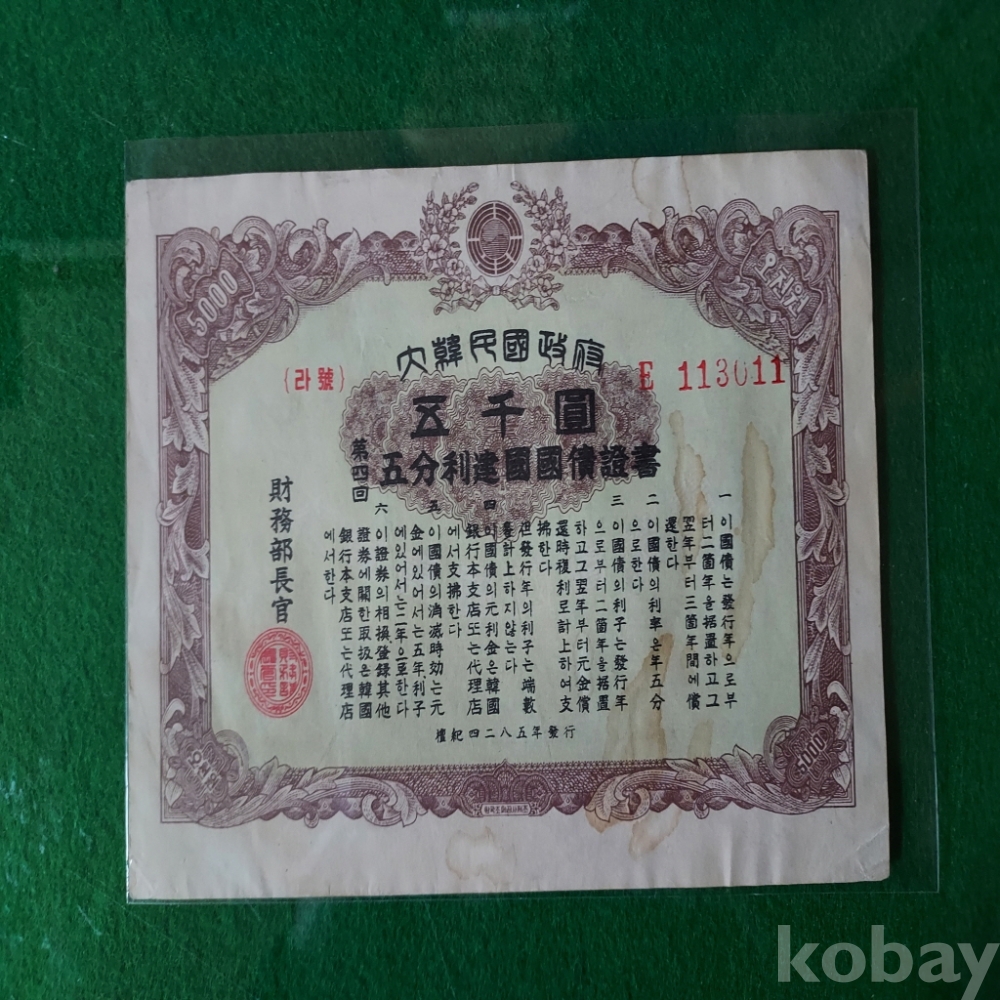 5000
오천원
大韓民國政府
(라號)
E 113011
五千圓
第四回
五分利建國國債證書
一 이國債는發行年으로부
터二箇年을据置하고그
翌年부터三箇年間에償
還한다
二 이國債의利率은年五分
으로한다
三 이國債의利子는發行年
으로부터二箇年을据置
하고그翌年부터元金償
還時複利로計上하여支
拂한다
但發行年의利子는端數
를計上하지않는다
四 이國債의元利金은韓國
銀行本支店또는代理店
에서支拂한다
五 이國債의消滅時効는元
金에있어서는五年,利子
에있어서는二年으로한다
六 이證券의相換登錄其他
證券에關한取扱은韓國
銀行本支店또는代理店
에서한다
財務部長官
檀紀四二八五年發行
오천원
5000
kobay